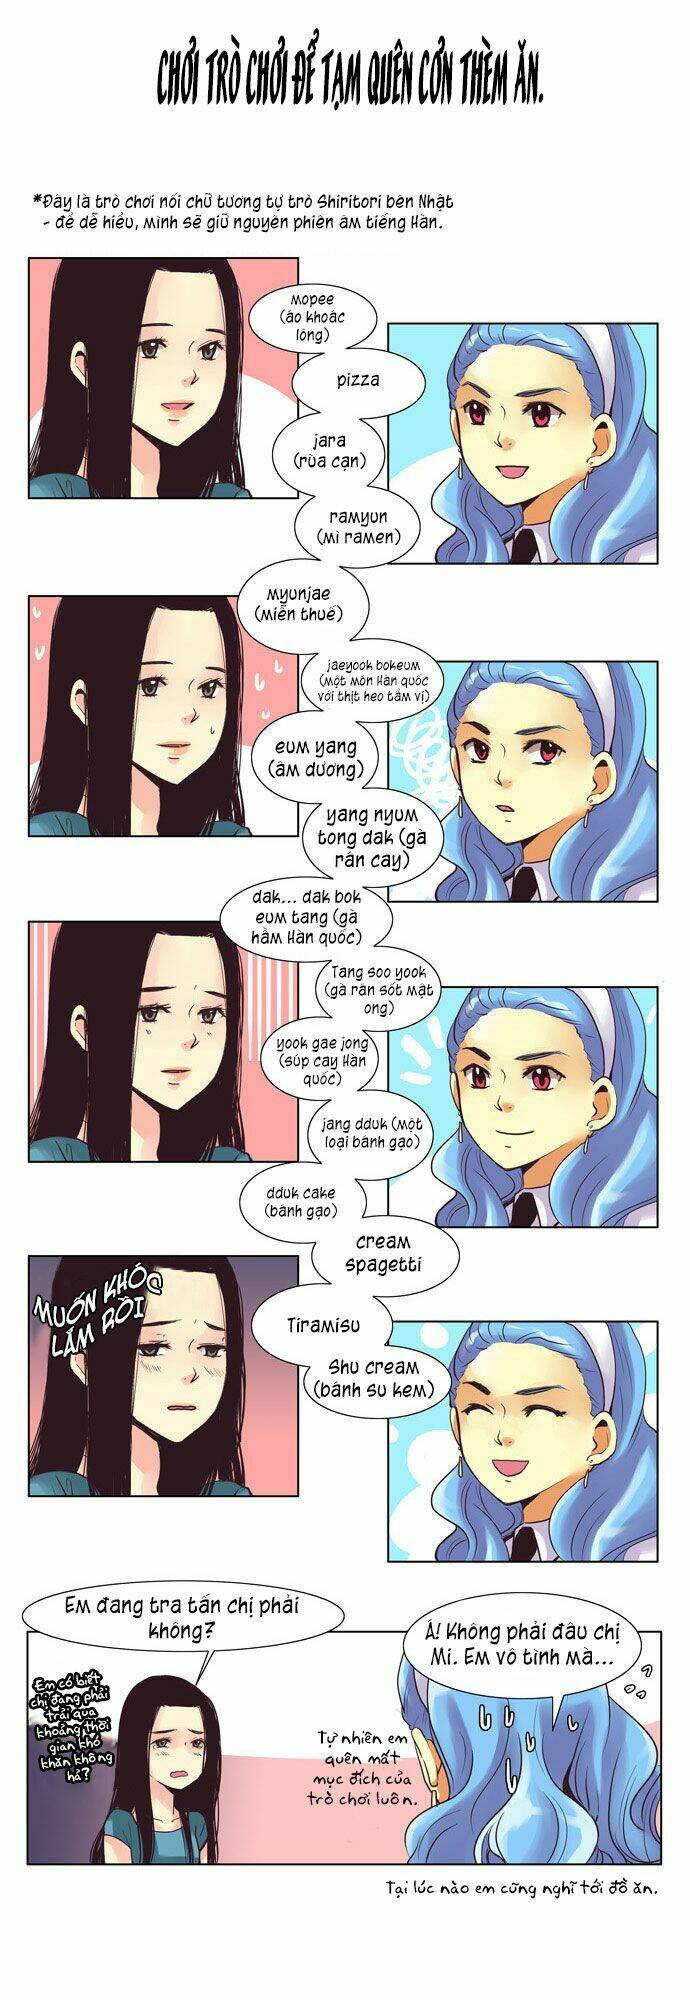 CHƠI TRÒ CHƠI ĐỂ TẠM QUÊN CƠN THÈM ĂN.
*Đây là trò chơi nối chữ tương tự trò Shiritori bên Nhật
- để dễ hiểu, mình sẽ giữ nguyên phiên âm tiếng Hàn.
mopee
(áo khoác
lông)
pizza
jara
(rùa cạn)
ramyun
(mì ramen)
myunjae
(miễn thuế)
jaeyook bokeum
(một món Hàn quốc
với thịt heo tẩm vị)
eum yang
(âm dương)
yang nyum
tong dak (gà
rán cay)
dak... dak bok
eum tang (gà
hầm Hàn quốc)
Tang soo yook
(gà rán sốt mật
ong)
yook gae jong
(súp cay Hàn
quốc)
jang dduk (một
loại bánh gạo)
dduk cake
(bánh gạo)
cream
spagetti
MUỐN KHÓC
LẮM RỒI
Tiramisu
Shu cream
(bánh su kem)
Em đang tra tấn chị phải
không?
Á! Không phải đâu chị
Mi. Em vô tình mà...
Em có biết
chị đang phải
trải qua
khoảng thời
gian khó
khăn không
hả?
Tự nhiên em
quên mất
mục đích của
trò chơi luôn.
Tại lúc nào em cũng nghĩ tới đồ ăn.